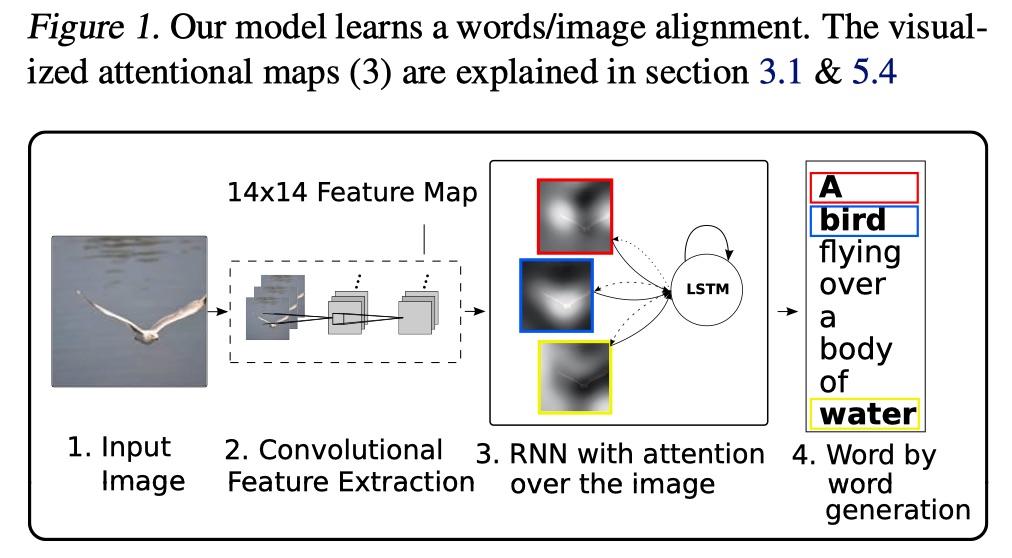 Figure 1. Our model learns a words/image alignment. The visual-
ized attentional maps (3) are explained in section 3.1 & 5.4
14x14 Feature Map
LSTM
A
bird
flying
over
a
body
of
water
1. Input
Image
2. Convolutional
Feature Extraction
3. RNN with attention
over the image
4. Word by
word
generation